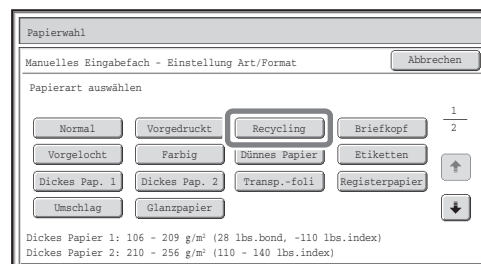 Papierwahl
Manuelles Eingabefach - Einstellung Art/Format
Abbrechen
Papierart auswählen
Normal Vorgedruckt Recycling Briefkopf
1
2
Vorgelocht Farbig Dünnes Papier Etiketten
Dickes Pap. 1 Dickes Pap. 2 Transp.-foli Registerpapier
Umschlag Glanzpapier
Dickes Papier 1: 106 - 209 g/m² (28 lbs.bond, -110 lbs.index)
Dickes Papier 2: 210 - 256 g/m² (110 - 140 lbs.index)